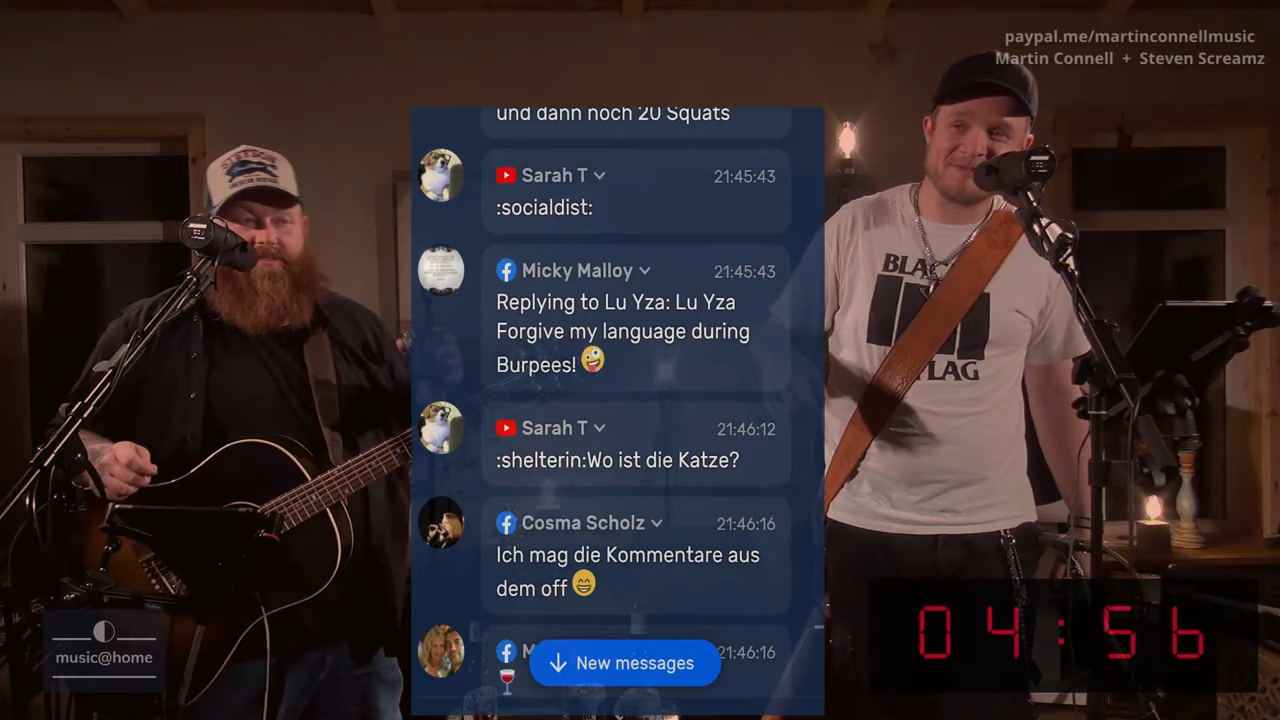 paypal.me/martinconnellmusic
Martin Connell + Steven Screamz
und dann noch 20 Squats
Sarah T 21:45:43
:socialdist:
Micky Malloy 21:45:43
Replying to Lu Yza: Lu Yza
Forgive my language during
Burpees! 🤪
Sarah T 21:46:12
:shelterin:Wo ist die Katze?
Cosma Scholz 21:46:16
Ich mag die Kommentare aus
dem off 😁
21:46:16
🍷
↓ New messages
STETSON
BLACK
FLAG
music@home
04:56